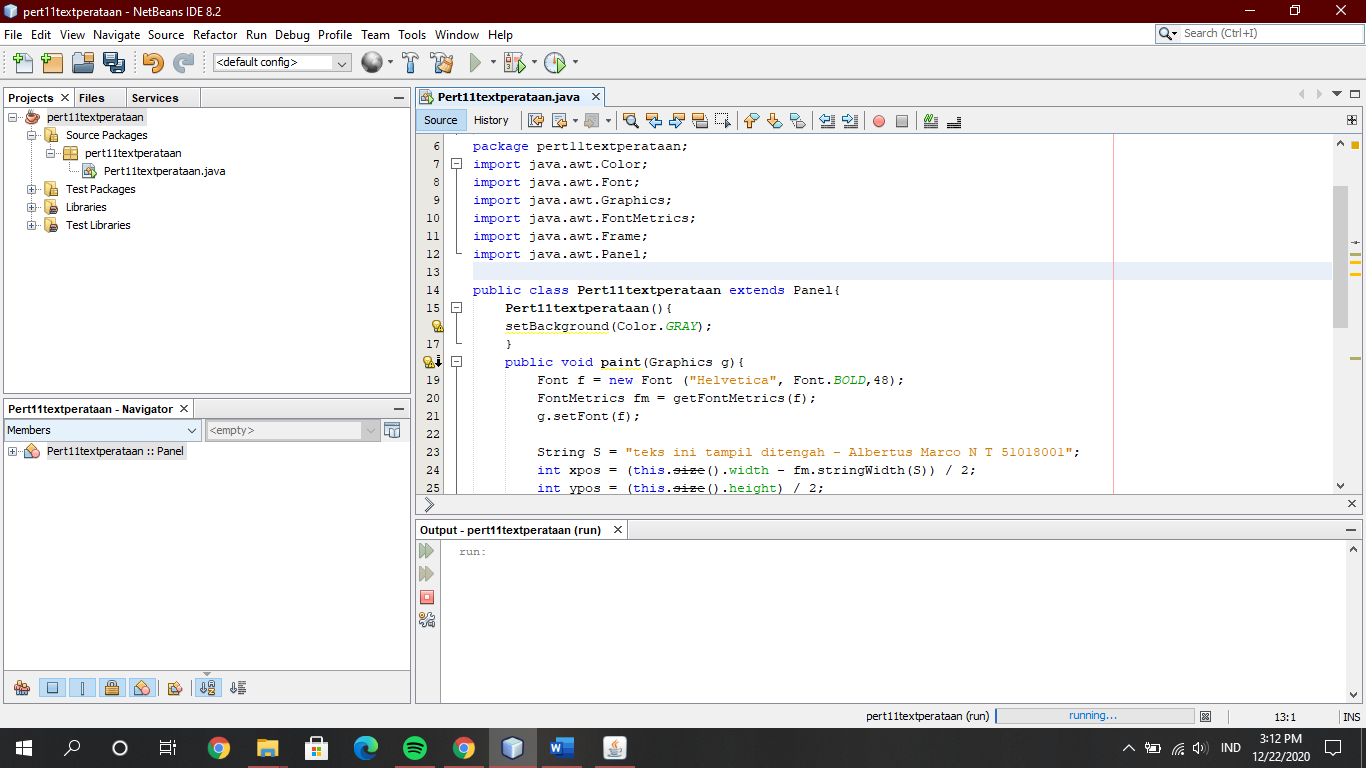 pert11textperataan - NetBeans IDE 8.2
File Edit View Navigate Source Refactor Run Debug Profile Team Tools Window Help
Search (Ctrl+I)
<default config>
Projects Files Services
pert11textperataan
Source Packages
pert11textperataan
Pert11textperataan.java
Test Packages
Libraries
Test Libraries
Pert11textperataan - Navigator
Members <empty>
Pert11textperataan :: Panel
Pert11textperataan.java
Source History
6 package pert11textperataan;
7 import java.awt.Color;
8 import java.awt.Font;
9 import java.awt.Graphics;
10 import java.awt.FontMetrics;
11 import java.awt.Frame;
12 import java.awt.Panel;
13
14 public class Pert11textperataan extends Panel{
15 Pert11textperataan(){
setBackground(Color.GRAY);
17 }
public void paint(Graphics g){
19 Font f = new Font ("Helvetica", Font.BOLD,48);
20 FontMetrics fm = getFontMetrics(f);
21 g.setFont(f);
22
23 String S = "teks ini tampil ditengah - Albertus Marco N T 51018001";
24 int xpos = (this.size().width - fm.stringWidth(S)) / 2;
25 int ypos = (this.size().height) / 2;
Output - pert11textperataan (run)
run:
pert11textperataan (run) running... 13:1 INS
IND
3:12 PM
12/22/2020